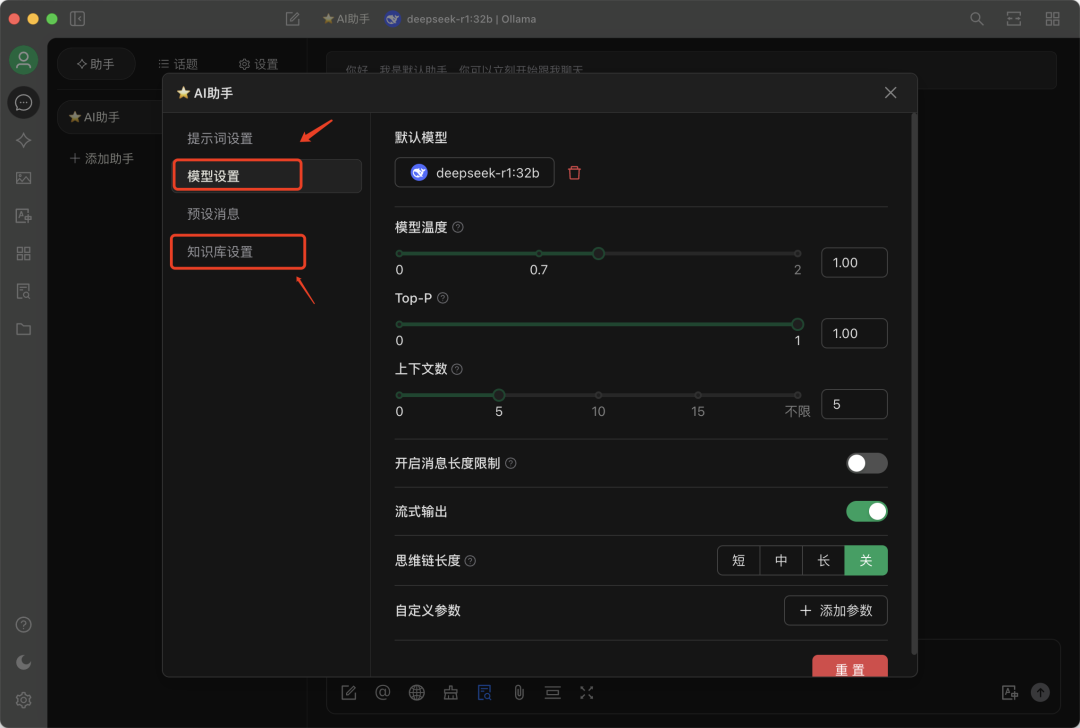 AI助手 deepseek-r1:32b | Ollama
助手 话题 设置
你好，我是默认助手，你可以立刻开始跟我聊天
AI助手
添加助手
AI助手
提示词设置
模型设置
预设消息
知识库设置
默认模型
deepseek-r1:32b
模型温度
0 0.7 2 1.00
Top-P
0 1 1.00
上下文数
0 5 10 15 不限 5
开启消息长度限制
流式输出
思维链长度 短 中 长 关
自定义参数 添加参数
重置